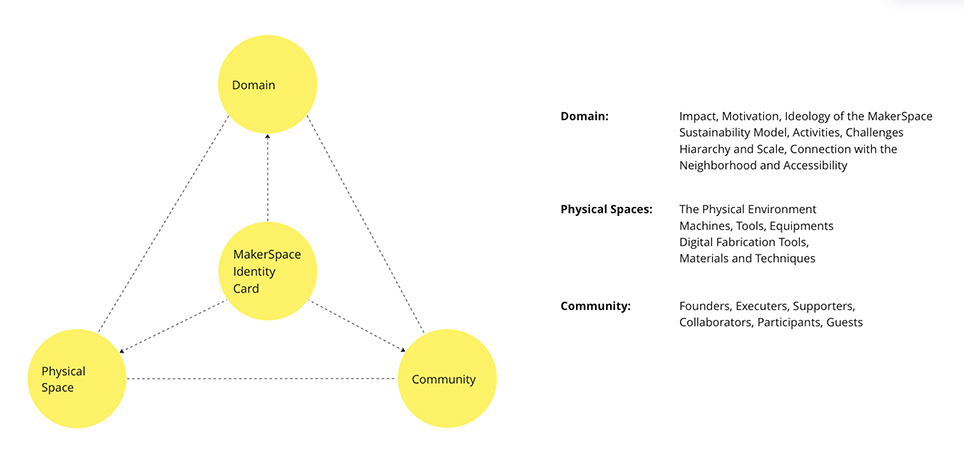 Domain
MakerSpace
Identity
Card
Physical
Space
Community
Domain: Impact, Motivation, Ideology of the MakerSpace
Sustainability Model, Activities, Challenges
Hiararchy and Scale, Connection with the
Neighborhood and Accessibility
Physical Spaces: The Physical Environment
Machines, Tools, Equipments
Digital Fabrication Tools,
Materials and Techniques
Community: Founders, Executers, Supporters,
Collaborators, Participants, Guests